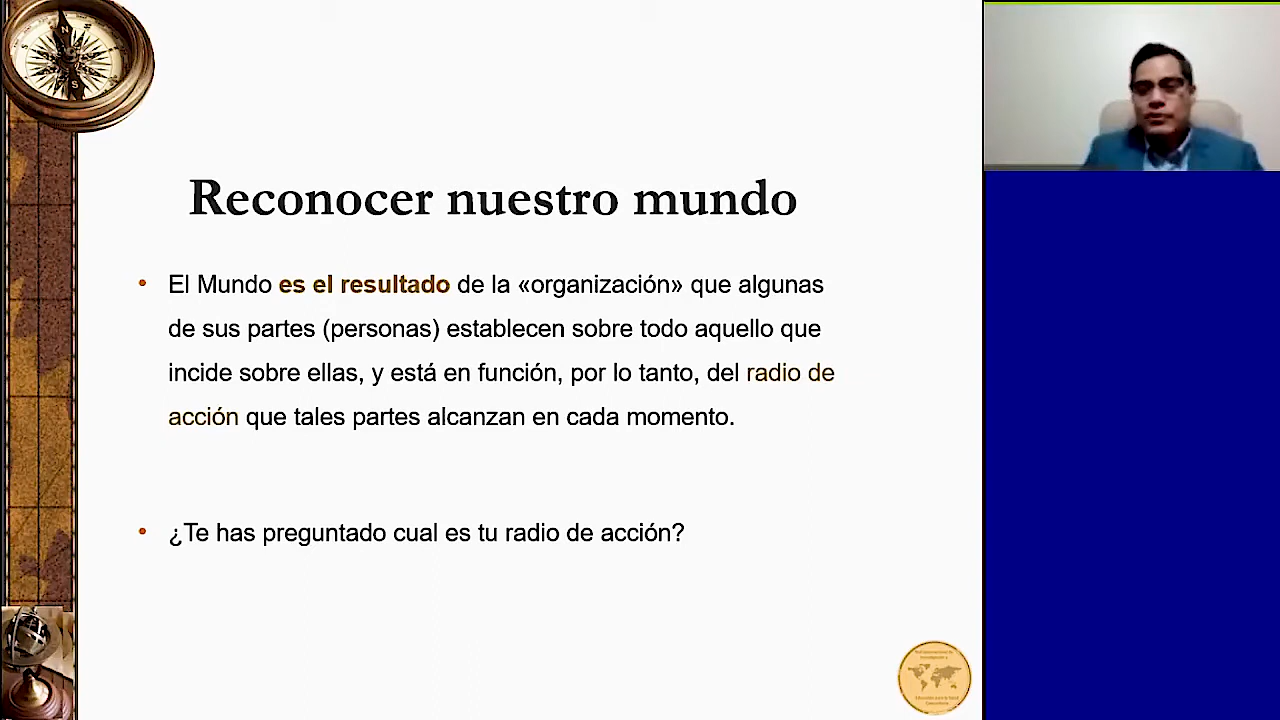 Reconocer nuestro mundo
• El Mundo es el resultado de la «organización» que algunas
de sus partes (personas) establecen sobre todo aquello que
incide sobre ellas, y está en función, por lo tanto, del radio de
acción que tales partes alcanzan en cada momento.
• ¿Te has preguntado cual es tu radio de acción?
N
S